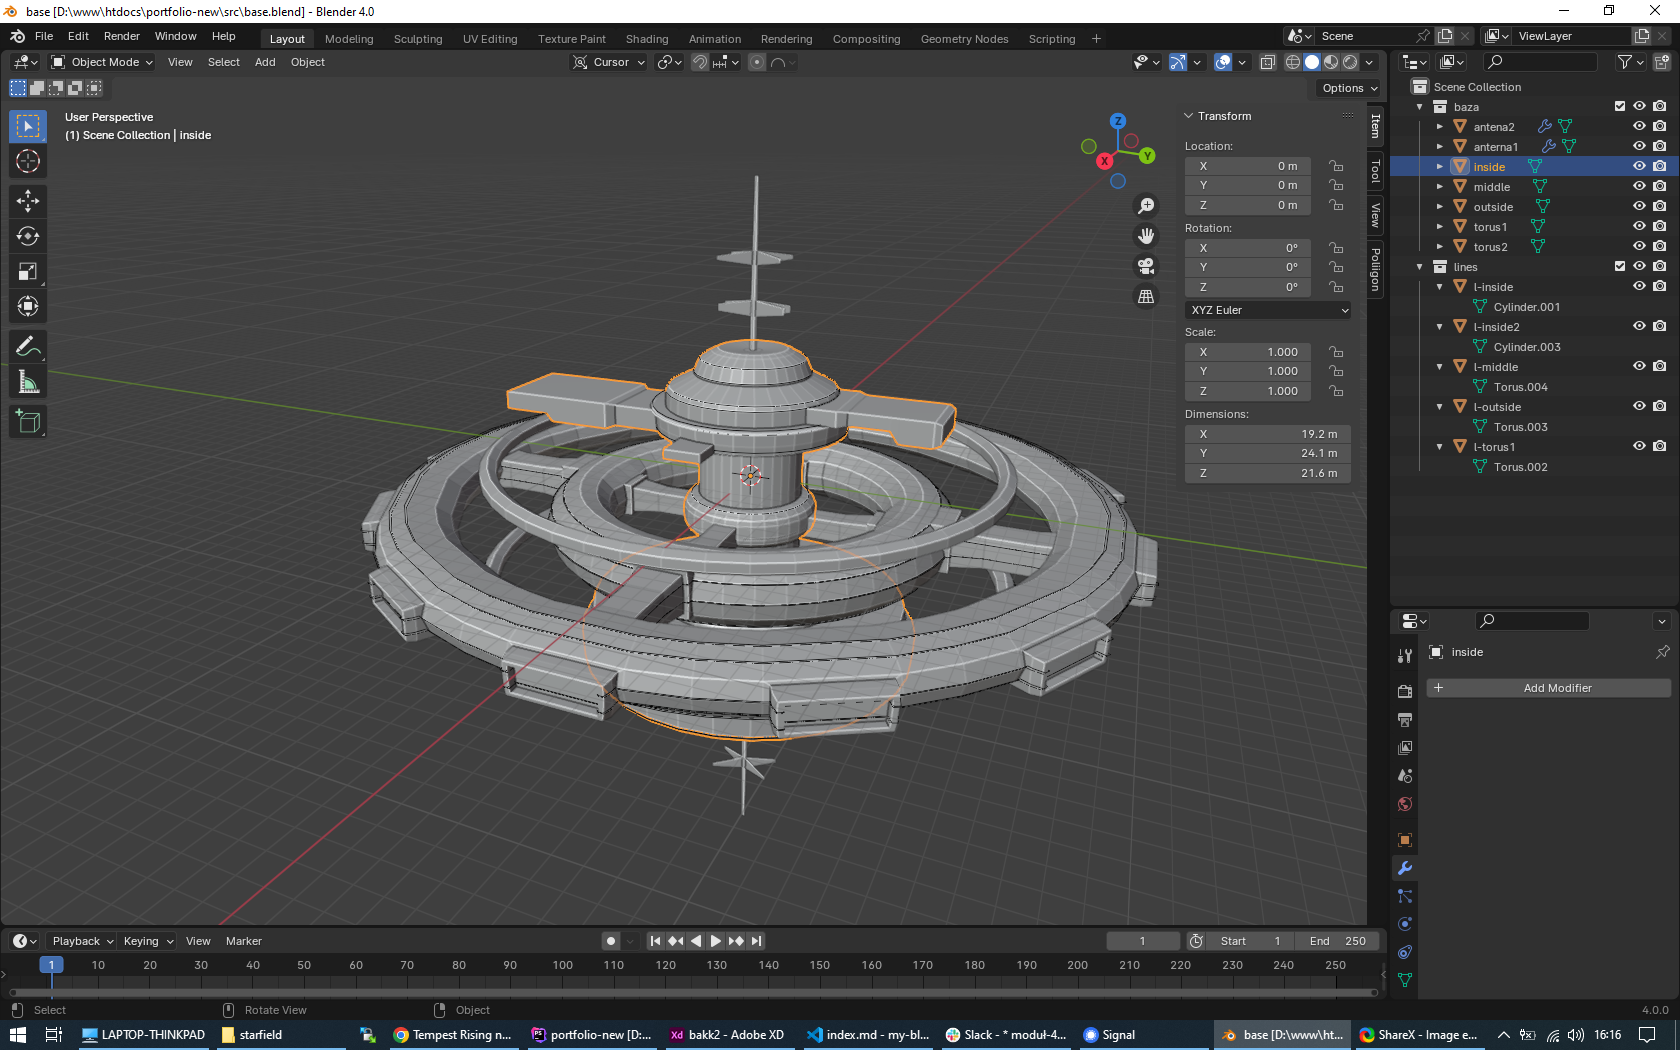 base [D:\www\htdocs\portfolio-new\src\base.blend] - Blender 4.0
File Edit Render Window Help
Layout Modeling Sculpting UV Editing Texture Paint Shading Animation Rendering Compositing Geometry Nodes Scripting +
Scene
ViewLayer
Object Mode View Select Add Object
Cursor
Options
User Perspective
(1) Scene Collection | inside
Z
Y
X
Transform
Location:
X 0 m
Y 0 m
Z 0 m
Rotation:
X 0°
Y 0°
Z 0°
XYZ Euler
Scale:
X 1.000
Y 1.000
Z 1.000
Dimensions:
X 19.2 m
Y 24.1 m
Z 21.6 m
Item
Tool
View
Poliigon
Scene Collection
baza
antena2
anterna1
inside
middle
outside
torus1
torus2
lines
l-inside
Cylinder.001
l-inside2
Cylinder.003
l-middle
Torus.004
l-outside
Torus.003
l-torus1
Torus.002
inside
+ Add Modifier
Playback Keying View Marker
1
Start 1
End 250
1 10 20 30 40 50 60 70 80 90 100 110 120 130 140 150 160 170 180 190 200 210 220 230 240 250
Select
Rotate View
Object
4.0.0
LAPTOP-THINKPAD
starfield
Tempest Rising n...
portfolio-new [D:...
bakk2 - Adobe XD
index.md - my-bl...
Slack - * moduł-4...
Signal
base [D:\www\ht...
ShareX - Image e...
16:16